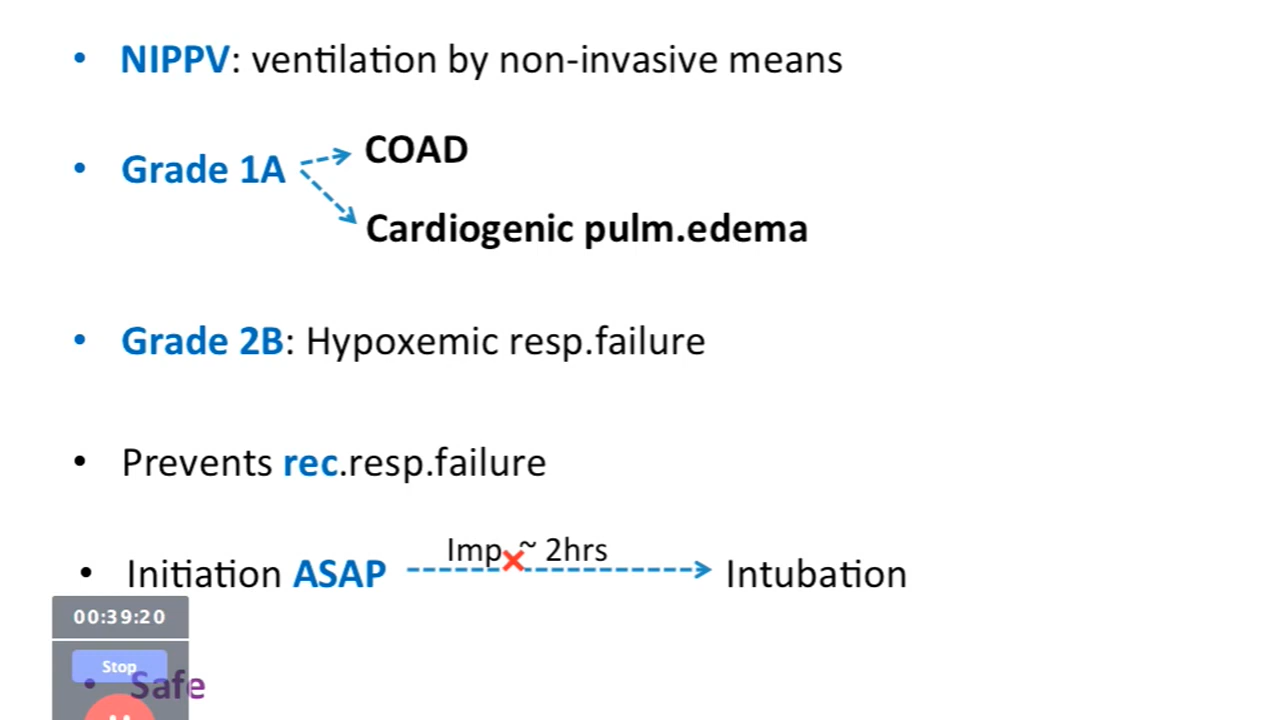 • NIPPV: ventilation by non-invasive means
COAD
• Grade 1A
Cardiogenic pulm.edema
• Grade 2B: Hypoxemic resp.failure
• Prevents rec.resp.failure
Imp ~ 2hrs
• Initiation ASAP Intubation
00:39:20
Stop
• Safe